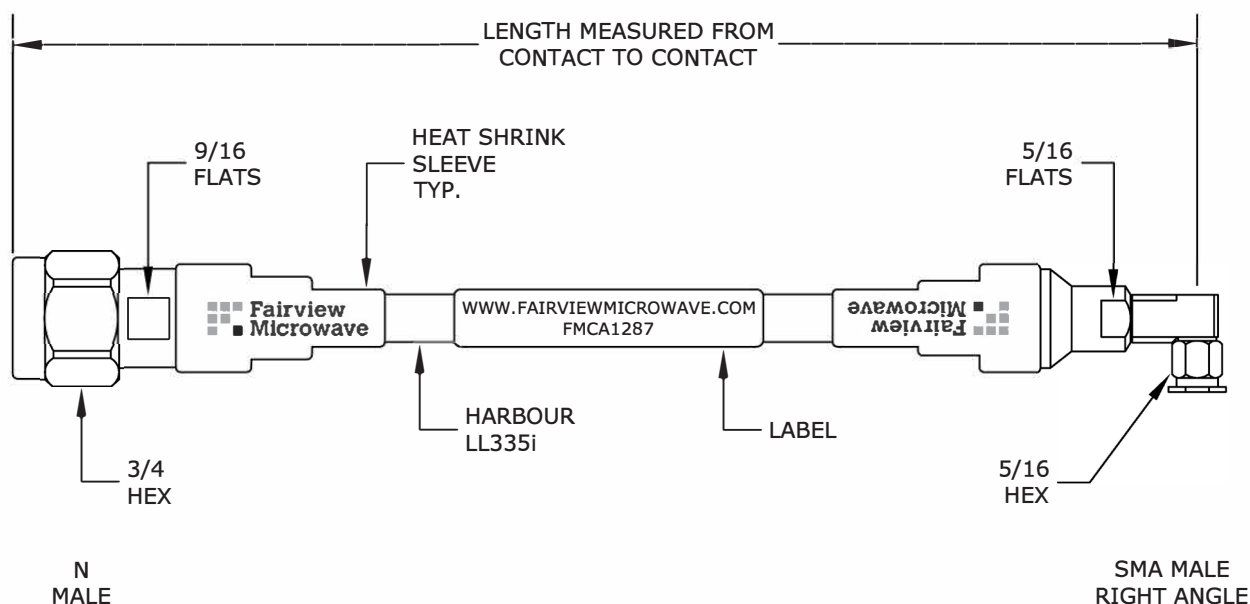 LENGTH MEASURED FROM
CONTACT TO CONTACT
9/16
FLATS
HEAT SHRINK
SLEEVE
TYP.
5/16
FLATS
Fairview
Microwave
WWW.FAIRVIEWMICROWAVE.COM
FMCA1287
Fairview
Microwave
HARBOUR
LL335i
LABEL
3/4
HEX
5/16
HEX
N
MALE
SMA MALE
RIGHT ANGLE